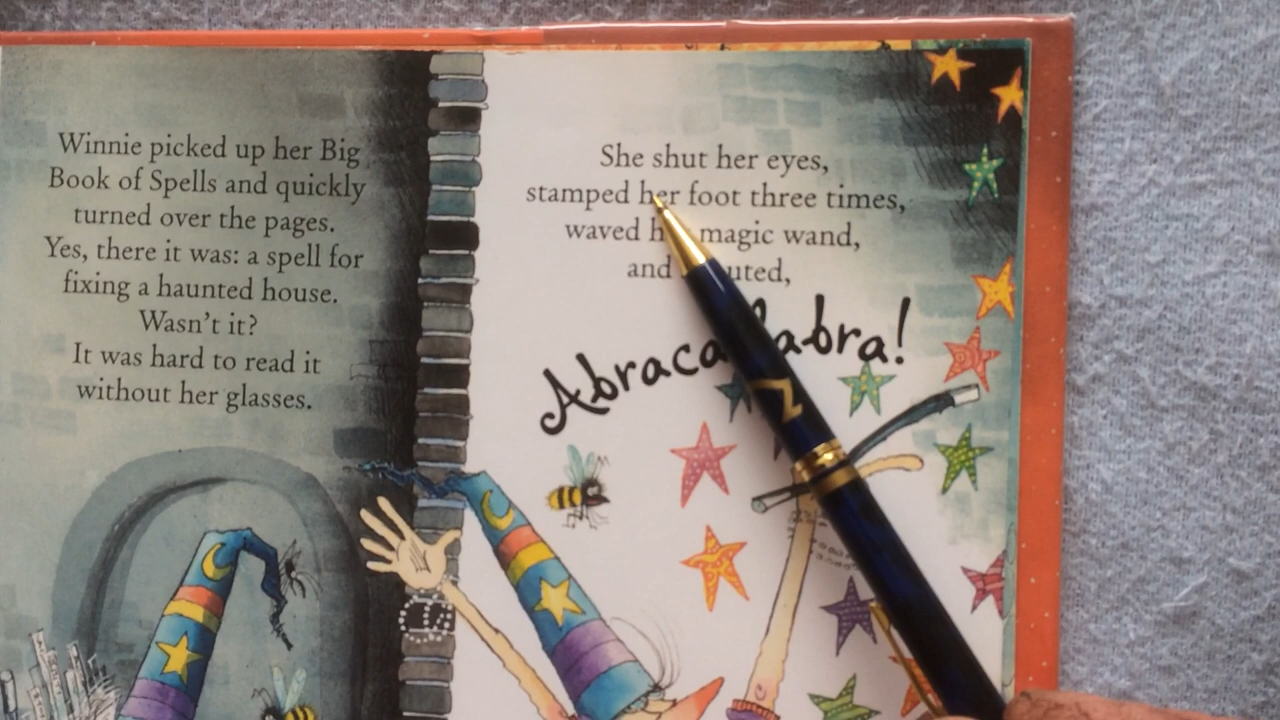 Winnie picked up her Big
Book of Spells and quickly
turned over the pages.
Yes, there it was: a spell for
fixing a haunted house.
Wasn't it?
It was hard to read it
without her glasses.
She shut her eyes,
stamped her foot three times,
waved magic wand,
and